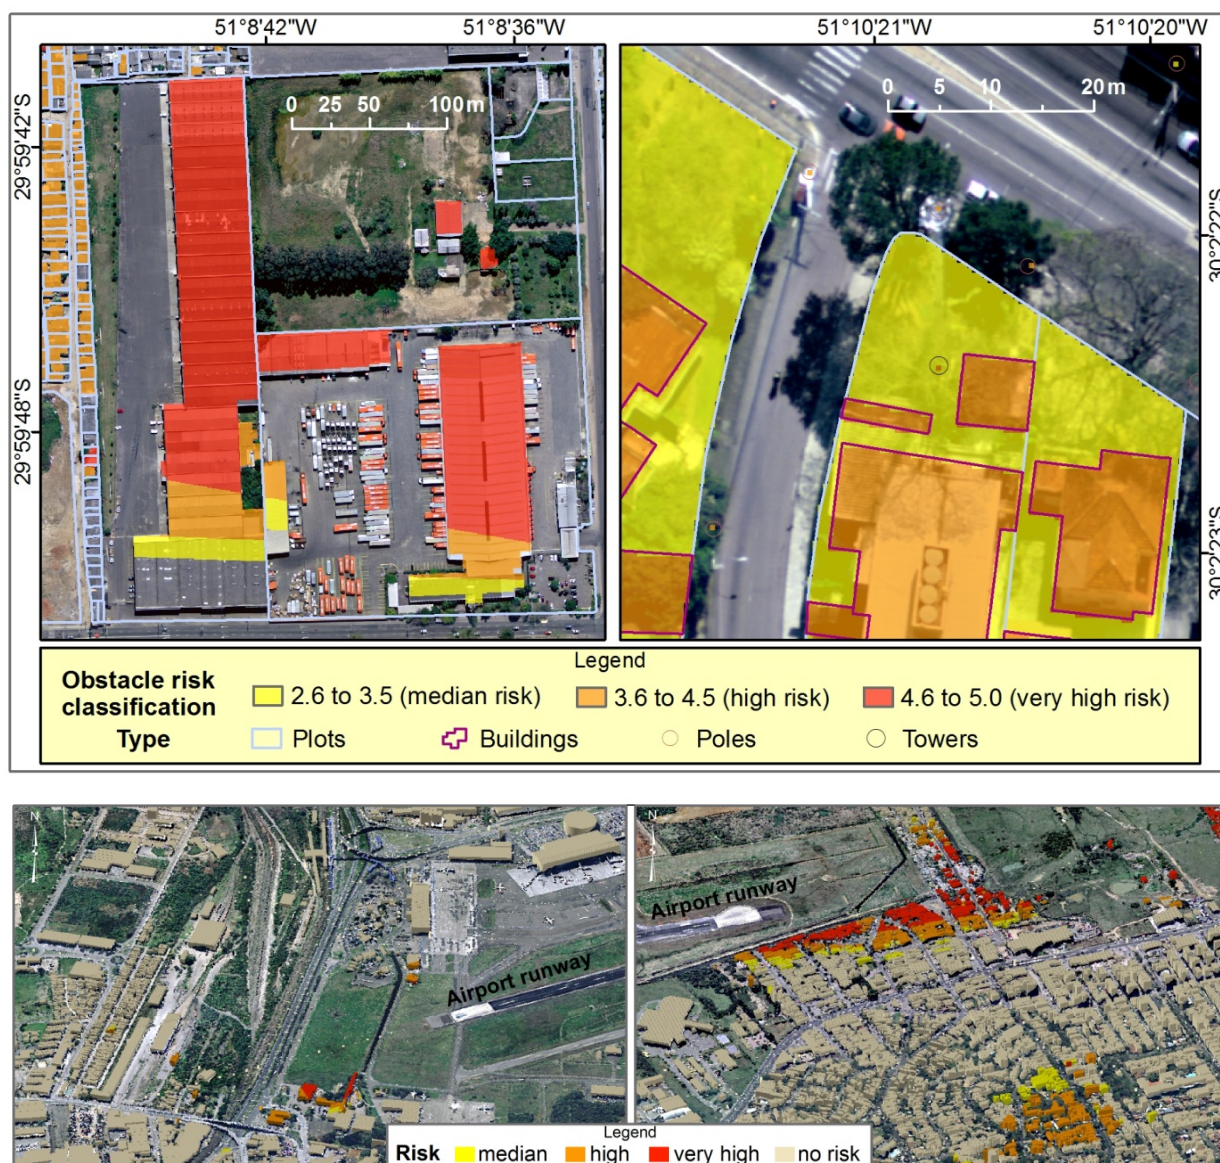 51°8'42"W 51°8'36"W 51°10'21"W 51°10'20"W
0 25 50 100 m
0 5 10 20 m
29°59'42"S
29°59'48"S
30°2'22"S
30°2'23"S
Legend
Obstacle risk classification
2.6 to 3.5 (median risk) 3.6 to 4.5 (high risk) 4.6 to 5.0 (very high risk)
Type Plots Buildings Poles Towers
N
Airport runway
N
Airport runway
Legend
Risk median high very high no risk